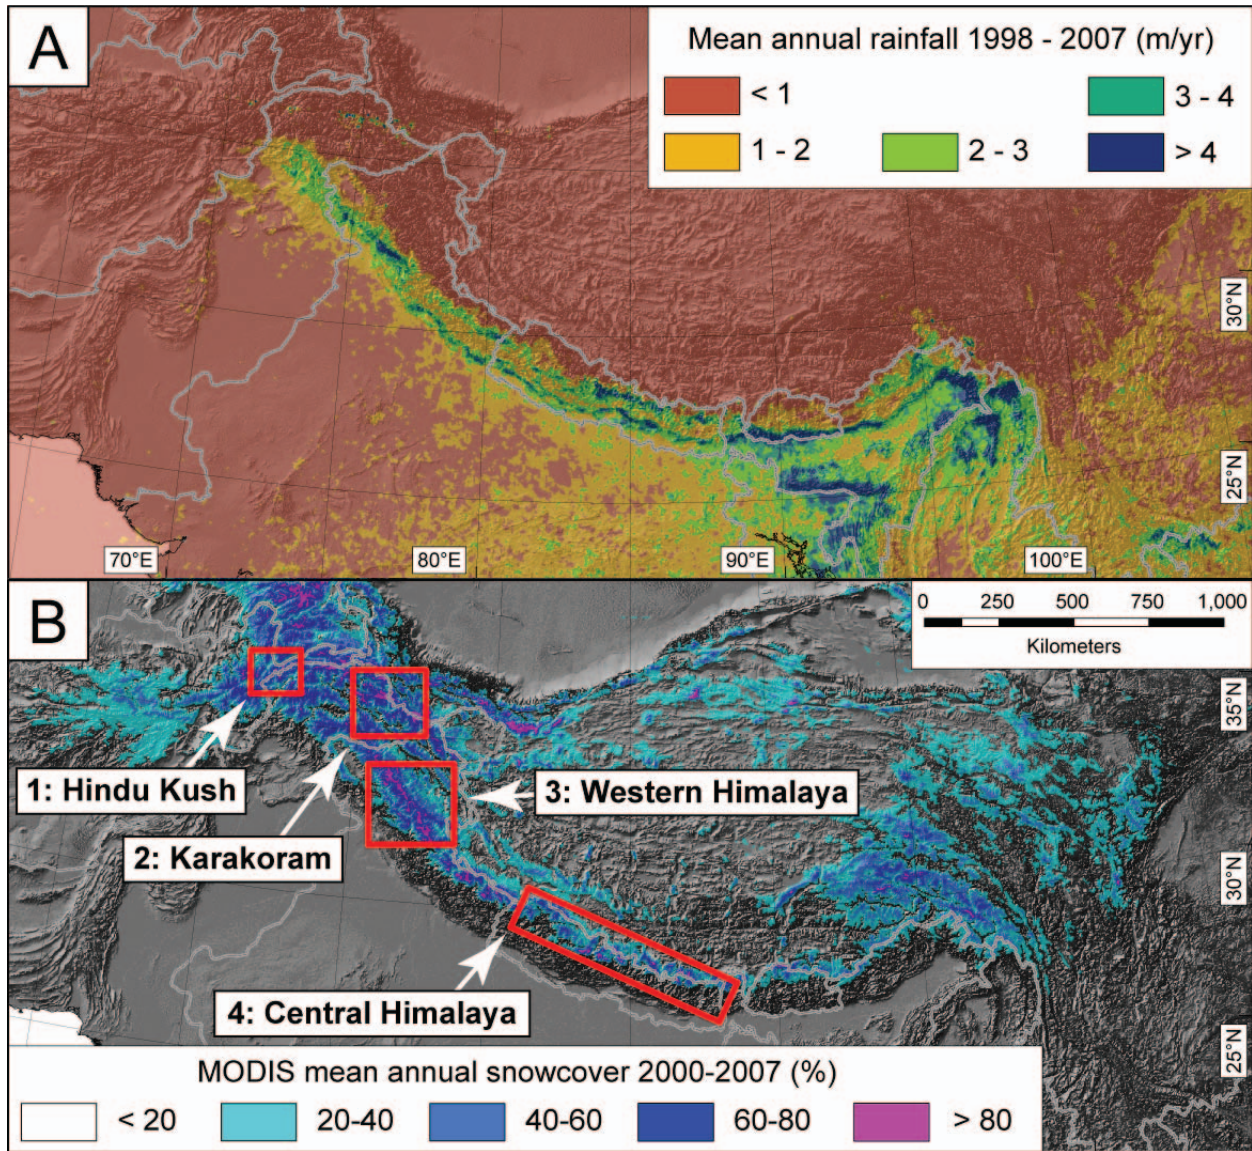 A
Mean annual rainfall 1998 - 2007 (m/yr)
< 1
3 - 4
1 - 2
2 - 3
> 4
30°N
25°N
70°E
80°E
90°E
100°E
B
0 250 500 750 1,000
Kilometers
35°N
1: Hindu Kush
3: Western Himalaya
2: Karakoram
30°N
4: Central Himalaya
25°N
MODIS mean annual snowcover 2000-2007 (%)
< 20
20-40
40-60
60-80
> 80